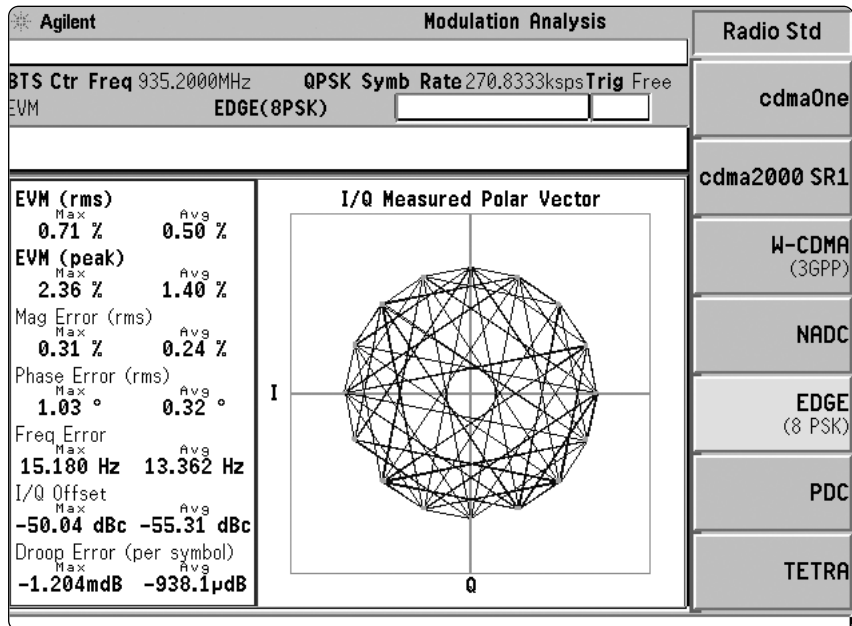 Agilent
Modulation Analysis
Radio Std
BTS Ctr Freq 935.2000MHz QPSK Symb Rate 270.8333ksps Trig Free
EVM EDGE(8PSK)
cdmaOne
cdma2000 SR1
W-CDMA
(3GPP)
NADC
EDGE
(8 PSK)
PDC
TETRA
EVM (rms)
Max Avg
0.71 % 0.50 %
EVM (peak)
Max Avg
2.36 % 1.40 %
Mag Error (rms)
Max Avg
0.31 % 0.24 %
Phase Error (rms)
Max Avg
1.03 ° 0.32 °
Freq Error
Max Avg
15.180 Hz 13.362 Hz
I/Q Offset
Max Avg
-50.04 dBc -55.31 dBc
Droop Error (per symbol)
Max Avg
-1.204mdB -938.1µdB
I/Q Measured Polar Vector
I
Q